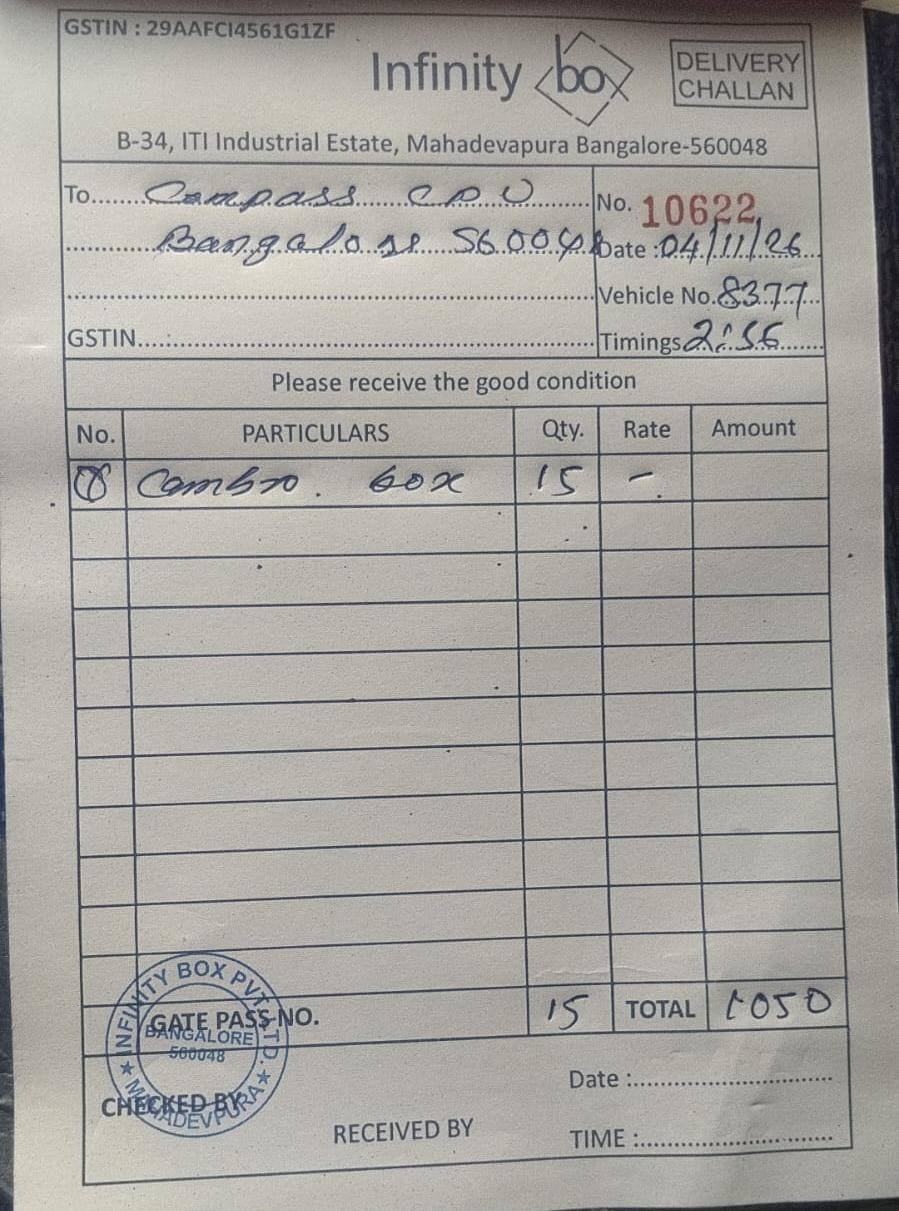 GSTIN : 29AAFCI4561G1ZF
Infinity box
DELIVERY
CHALLAN
B-34, ITI Industrial Estate, Mahadevapura Bangalore-560048
To........Compass CPU
Bangalore 560048
GSTIN....:
No. 10622
Date : 04/11/26
Vehicle No. 8377
Timings 2:56
Please receive the good condition
No. PARTICULARS Qty. Rate Amount
Cambro. box 15 -
GATE PASS NO. 15 TOTAL 1050
INFINITY BOX PVT. LTD.
BANGALORE
560048
★ MAHADEVPURA ★
CHECKED BY
RECEIVED BY
Date :
TIME :